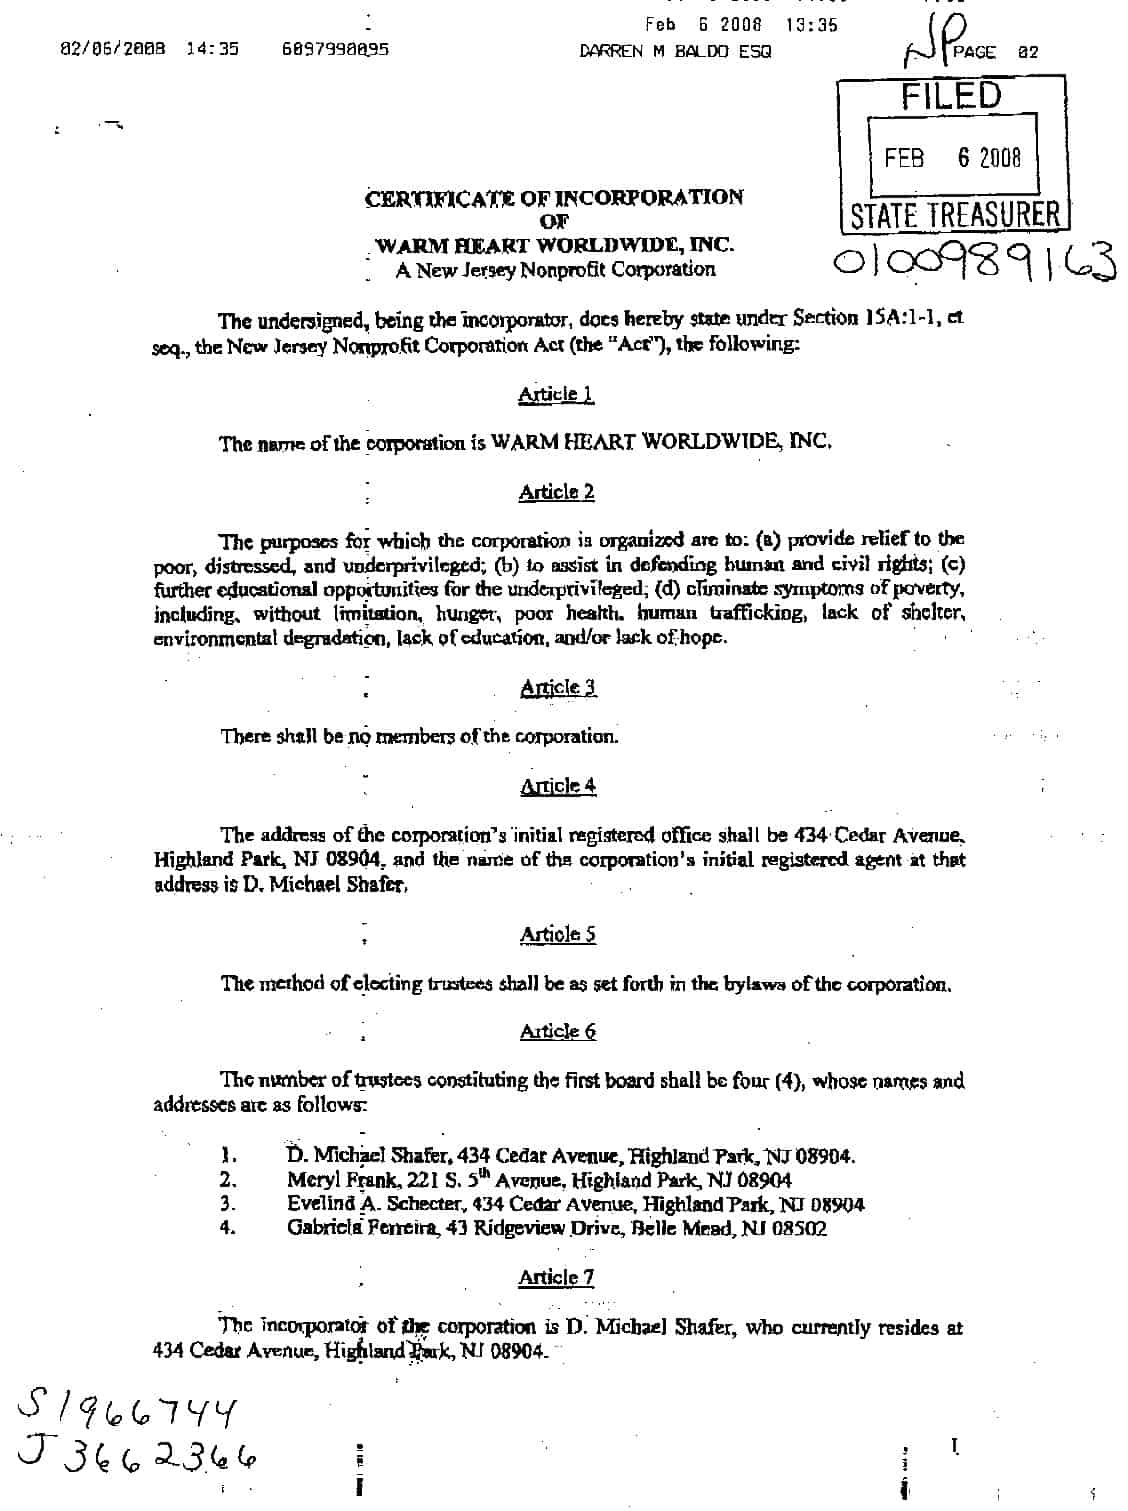 Feb 6 2008 13:35
02/06/2008 14:35 6097990095 DARREN M BALDO ESQ PAGE 02
NP
FILED
FEB 6 2008
STATE TREASURER
0100989163
CERTIFICATE OF INCORPORATION
OF
WARM HEART WORLDWIDE, INC.
A New Jersey Nonprofit Corporation
The undersigned, being the incorporator, does hereby state under Section 15A:1-1, et
seq., the New Jersey Nonprofit Corporation Act (the "Act"), the following:
Article 1
The name of the corporation is WARM HEART WORLDWIDE, INC.
Article 2
The purposes for which the corporation is organized are to: (a) provide relief to the
poor, distressed, and underprivileged; (b) to assist in defending human and civil rights; (c)
further educational opportunities for the underprivileged; (d) eliminate symptoms of poverty,
including, without limitation, hunger, poor health, human trafficking, lack of shelter,
environmental degradation, lack of education, and/or lack of hope.
Article 3
There shall be no members of the corporation.
Article 4
The address of the corporation's initial registered office shall be 434 Cedar Avenue,
Highland Park, NJ 08904, and the name of the corporation's initial registered agent at that
address is D. Michael Shafer.
Article 5
The method of electing trustees shall be as set forth in the bylaws of the corporation.
Article 6
The number of trustees constituting the first board shall be four (4), whose names and
addresses are as follows:
1. D. Michael Shafer, 434 Cedar Avenue, Highland Park, NJ 08904.
2. Meryl Frank, 221 S. 5th Avenue, Highland Park, NJ 08904
3. Evelind A. Schecter, 434 Cedar Avenue, Highland Park, NJ 08904
4. Gabriela Ferreira, 43 Ridgeview Drive, Belle Mead, NJ 08502
Article 7
The incorporator of the corporation is D. Michael Shafer, who currently resides at
434 Cedar Avenue, Highland Park, NJ 08904.
S1966744
J3662366
1